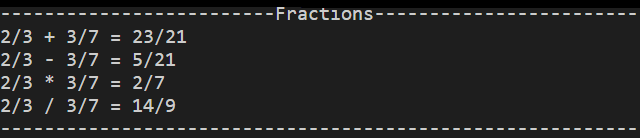 -------------------------Fractions------------------------
2/3 + 3/7 = 23/21
2/3 - 3/7 = 5/21
2/3 * 3/7 = 2/7
2/3 / 3/7 = 14/9
----------------------------------------------------------